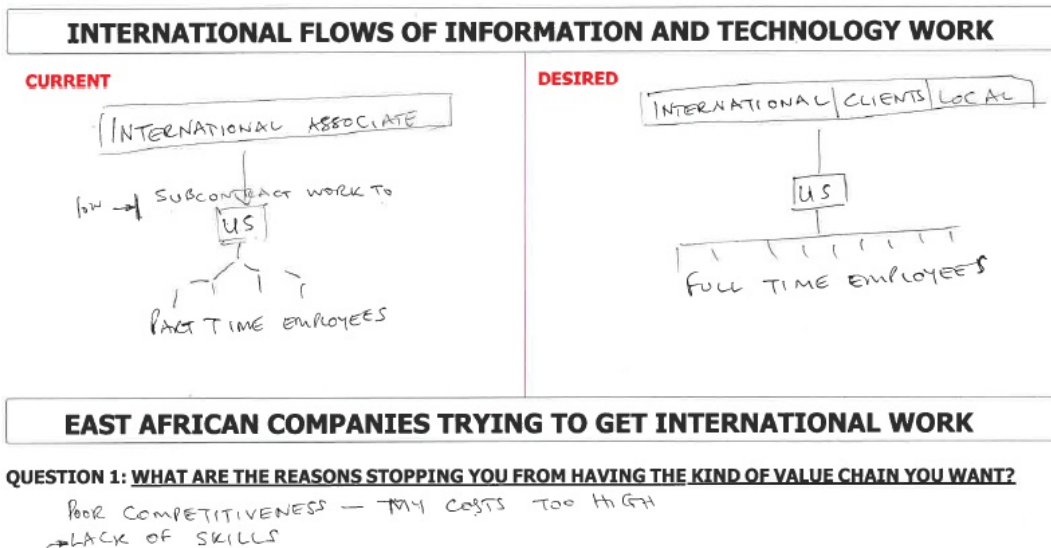 INTERNATIONAL FLOWS OF INFORMATION AND TECHNOLOGY WORK
CURRENT
INTERNATIONAL ASSOCIATE
SUBCONTRACT WORK TO
US
PART TIME EMPLOYEES
DESIRED
INTERNATIONAL CLIENTS LOCAL
US
FULL TIME EMPLOYEES
EAST AFRICAN COMPANIES TRYING TO GET INTERNATIONAL WORK
QUESTION 1: WHAT ARE THE REASONS STOPPING YOU FROM HAVING THE KIND OF VALUE CHAIN YOU WANT?
POOR COMPETITIVENESS — MY COSTS TOO HIGH
→LACK OF SKILLS